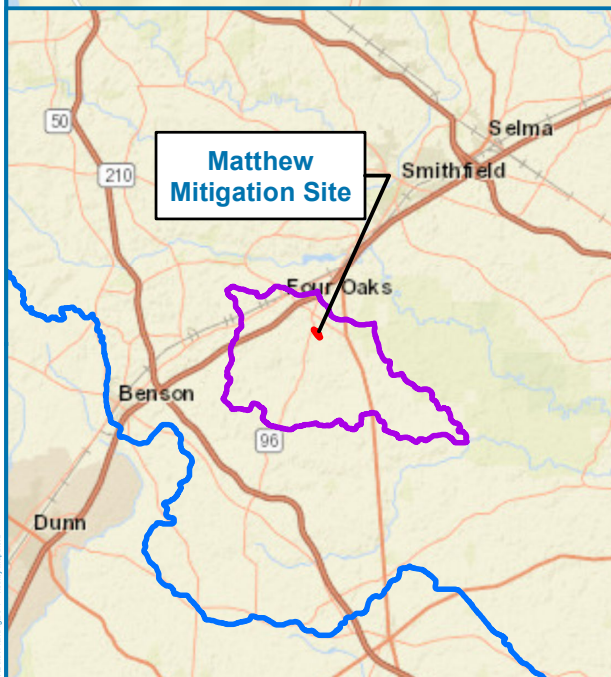 50
Selma
Matthew
Mitigation Site
Smithfield
210
Four Oaks
Benson
96
Dunn